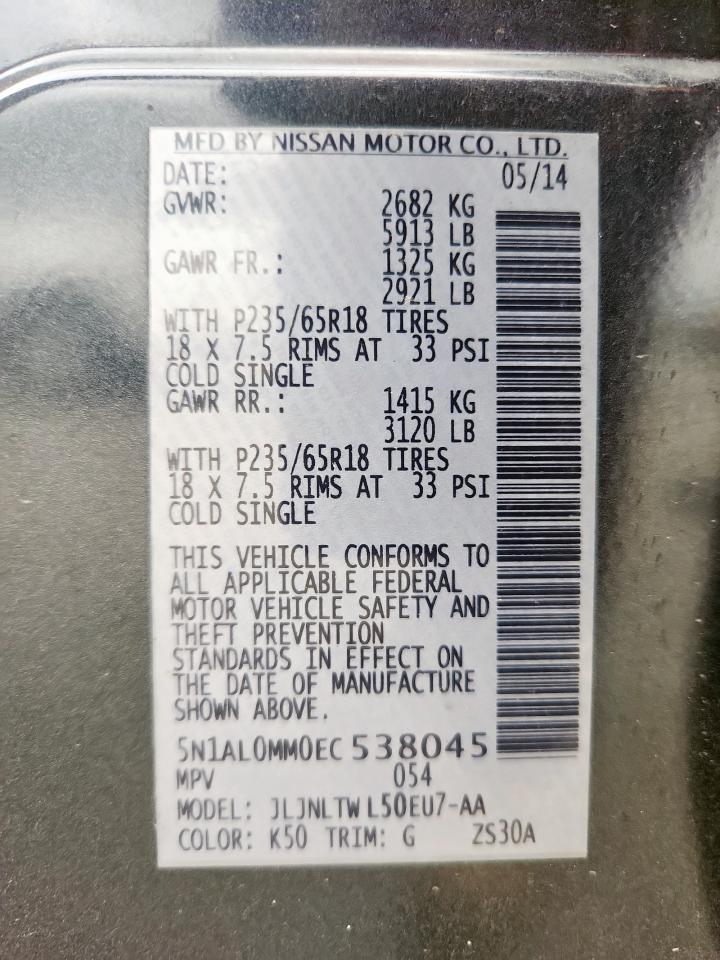 MFD BY NISSAN MOTOR CO., LTD.
DATE: 05/14
GVWR: 2682 KG
5913 LB
GAWR FR.: 1325 KG
2921 LB
WITH P235/65R18 TIRES
18 X 7.5 RIMS AT 33 PSI
COLD SINGLE
GAWR RR.: 1415 KG
3120 LB
WITH P235/65R18 TIRES
18 X 7.5 RIMS AT 33 PSI
COLD SINGLE
THIS VEHICLE CONFORMS TO
ALL APPLICABLE FEDERAL
MOTOR VEHICLE SAFETY AND
THEFT PREVENTION
STANDARDS IN EFFECT ON
THE DATE OF MANUFACTURE
SHOWN ABOVE.
5N1AL0MM0EC538045
MPV 054
MODEL: JLJNLTWL50EU7-AA
COLOR: K50 TRIM: G ZS30A